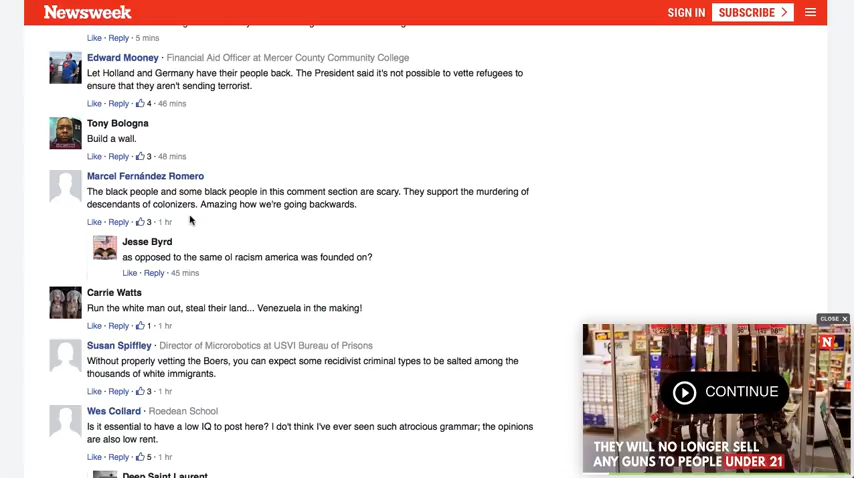 Newsweek
SIGN IN
SUBSCRIBE
Like · Reply · 5 mins
Edward Mooney · Financial Aid Officer at Mercer County Community College
Let Holland and Germany have their people back. The President said it's not possible to vette refugees to
ensure that they aren't sending terrorist.
Like · Reply · 4 · 46 mins
Tony Bologna
Build a wall.
Like · Reply · 3 · 48 mins
Marcel Fernández Romero
The black people and some black people in this comment section are scary. They support the murdering of
descendants of colonizers. Amazing how we're going backwards.
Like · Reply · 3 · 1 hr
Jesse Byrd
as opposed to the same ol racism america was founded on?
Like · Reply · 45 mins
Carrie Watts
Run the white man out, steal their land... Venezuela in the making!
Like · Reply · 1 · 1 hr
Susan Spiffley · Director of Microrobotics at USVI Bureau of Prisons
Without properly vetting the Boers, you can expect some recidivist criminal types to be salted among the
thousands of white immigrants.
Like · Reply · 3 · 1 hr
Wes Collard · Roedean School
Is it essential to have a low IQ to post here? I do't think I've ever seen such atrocious grammar; the opinions
are also low rent.
Like · Reply · 5 · 1 hr
Deep Saint Laurent
CLOSE X
N
CONTINUE
THEY WILL NO LONGER SELL
ANY GUNS TO PEOPLE UNDER 21